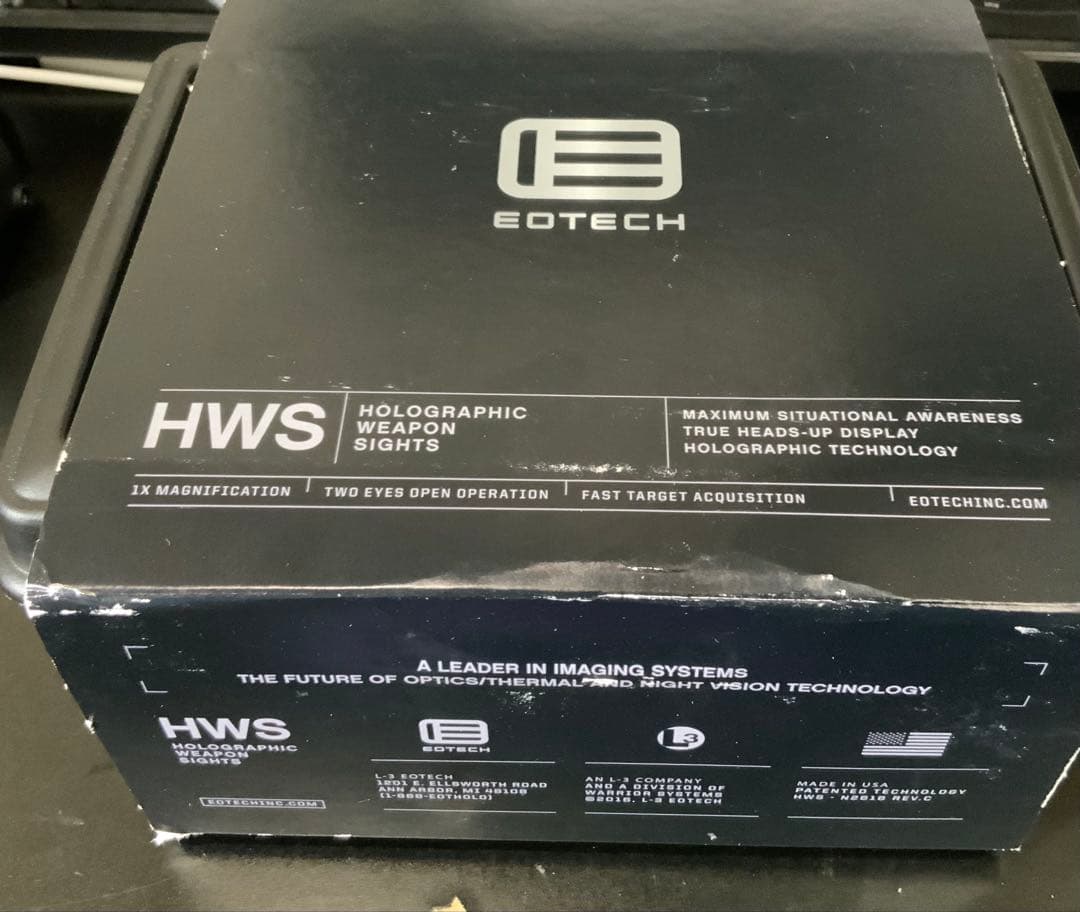 EOTECH
HWS
HOLOGRAPHIC
WEAPON
SIGHTS
MAXIMUM SITUATIONAL AWARENESS
TRUE HEADS-UP DISPLAY
HOLOGRAPHIC TECHNOLOGY
1X MAGNIFICATION
TWO EYES OPEN OPERATION
FAST TARGET ACQUISITION
EOTECHINC.COM
A LEADER IN IMAGING SYSTEMS
THE FUTURE OF OPTICS/THERMAL AND NIGHT VISION TECHNOLOGY
HWS
HOLOGRAPHIC
WEAPON
SIGHTS
EOTECHINC.COM
EOTECH
L-3 EOTECH
1201 E. ELLSWORTH ROAD
ANN ARBOR, MI 48108
(1-888-EOTHOLO)
L3
AN L-3 COMPANY
AND A DIVISION OF
WARRIOR SYSTEMS
L-3 EOTECH
MADE IN USA
PATENTED TECHNOLOGY
HWS - REV.C